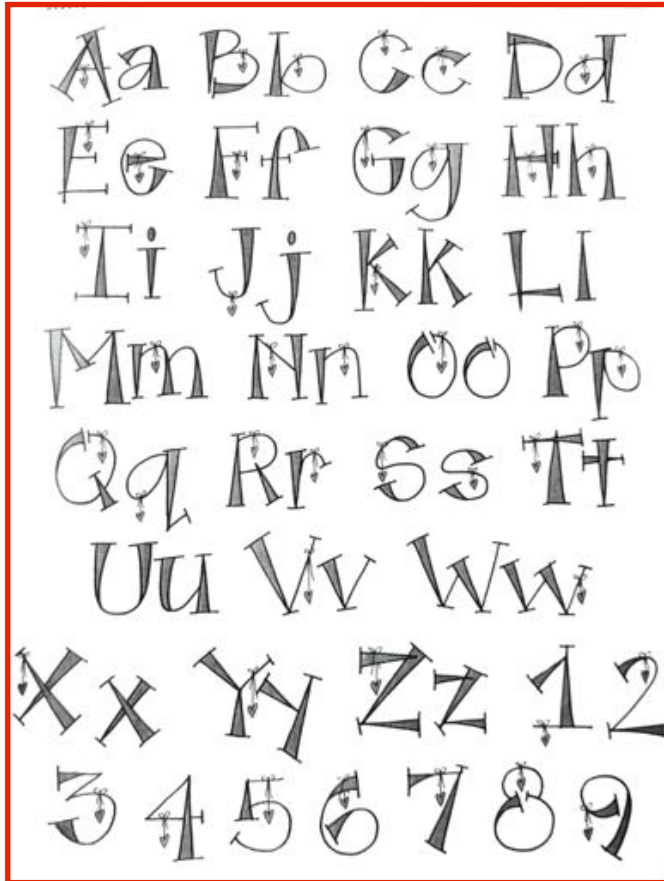 Aa Bb Cc Dd
Ee Ff Gg Hh
Ii Jj Kk Ll
Mm Nn Oo Pp
Qq Rr Ss Tt
Uu Vv Ww
Xx Yy Zz 1 2
3 4 5 6 7 8 9